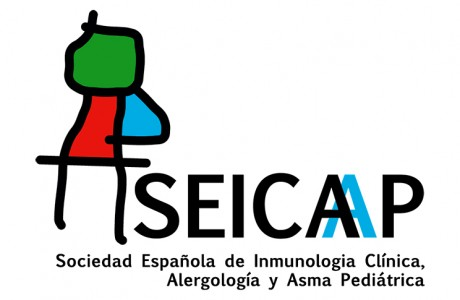 SEICAAP
Sociedad Española de Inmunologia Clínica,
Alergología y Asma Pediátrica